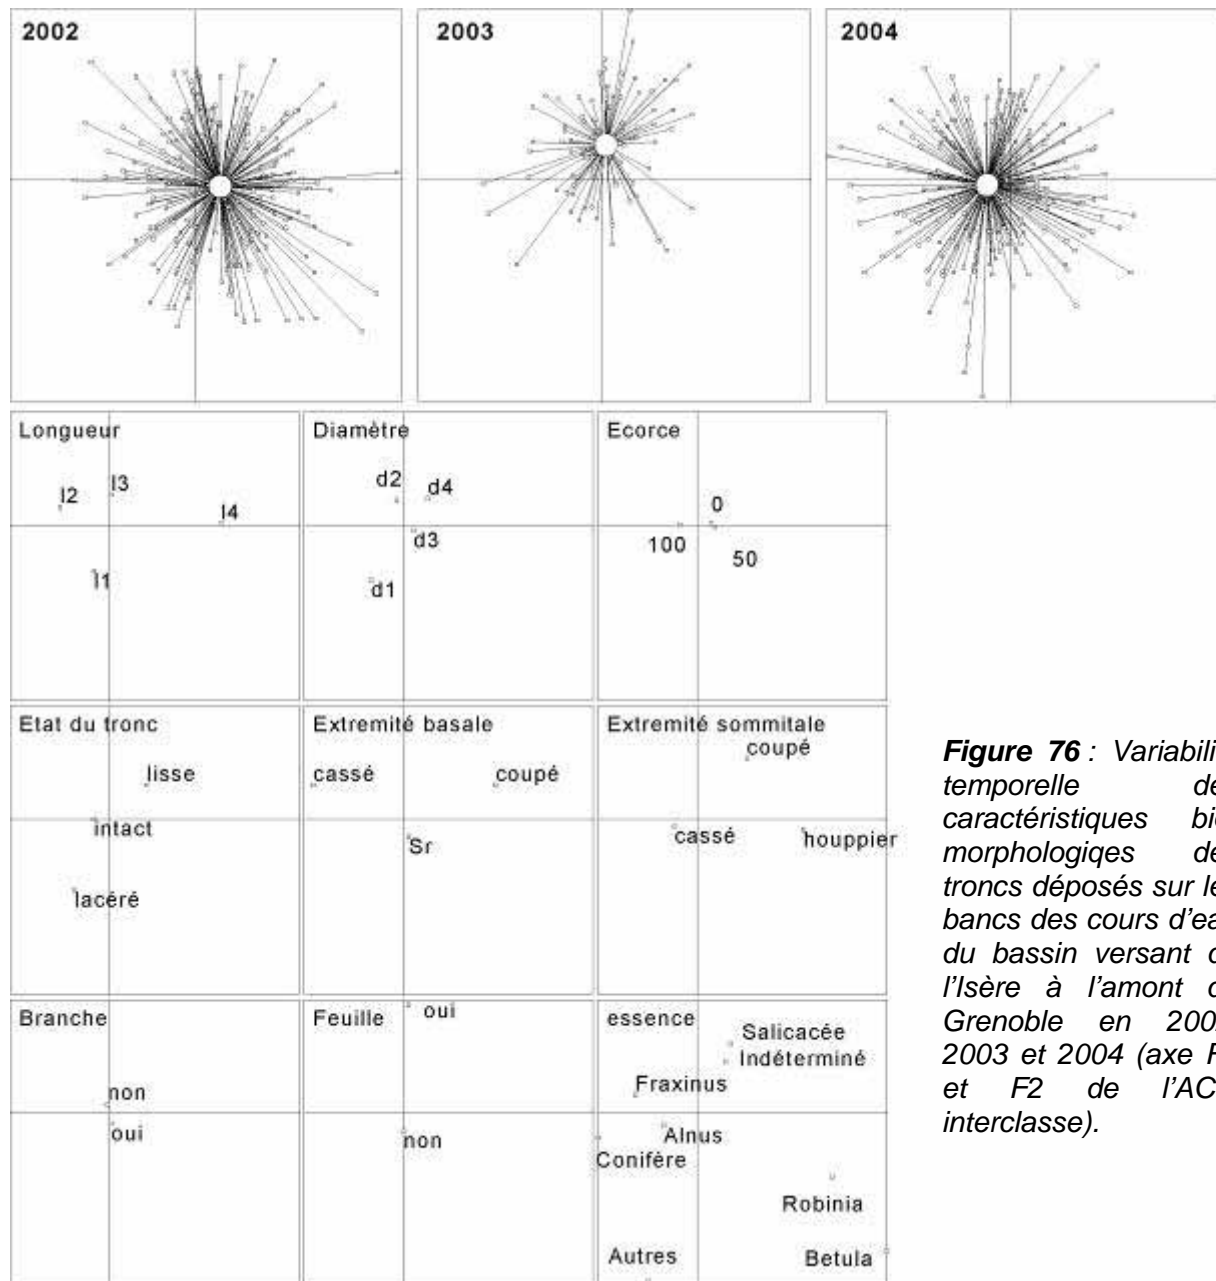 2002
2003
2004
Longueur
l2
l3
l4
l1
Diamètre
d2
d4
d3
d1
Ecorce
0
100
50
Etat du tronc
lisse
intact
lacéré
Extremité basale
cassé
coupé
Sr
Extremité sommitale
coupé
cassé
houppier
Branche
non
oui
Feuille
oui
non
essence
Salicacée
Indéterminé
Fraxinus
Alnus
Conifère
Robinia
Autres
Betula
Figure 76 : Variabili
temporelle de
caractéristiques bio
morphologiqes de
troncs déposés sur le
bancs des cours d'ea
du bassin versant d
l'Isère à l'amont d
Grenoble en 200
2003 et 2004 (axe F
et F2 de l'AC
interclasse).